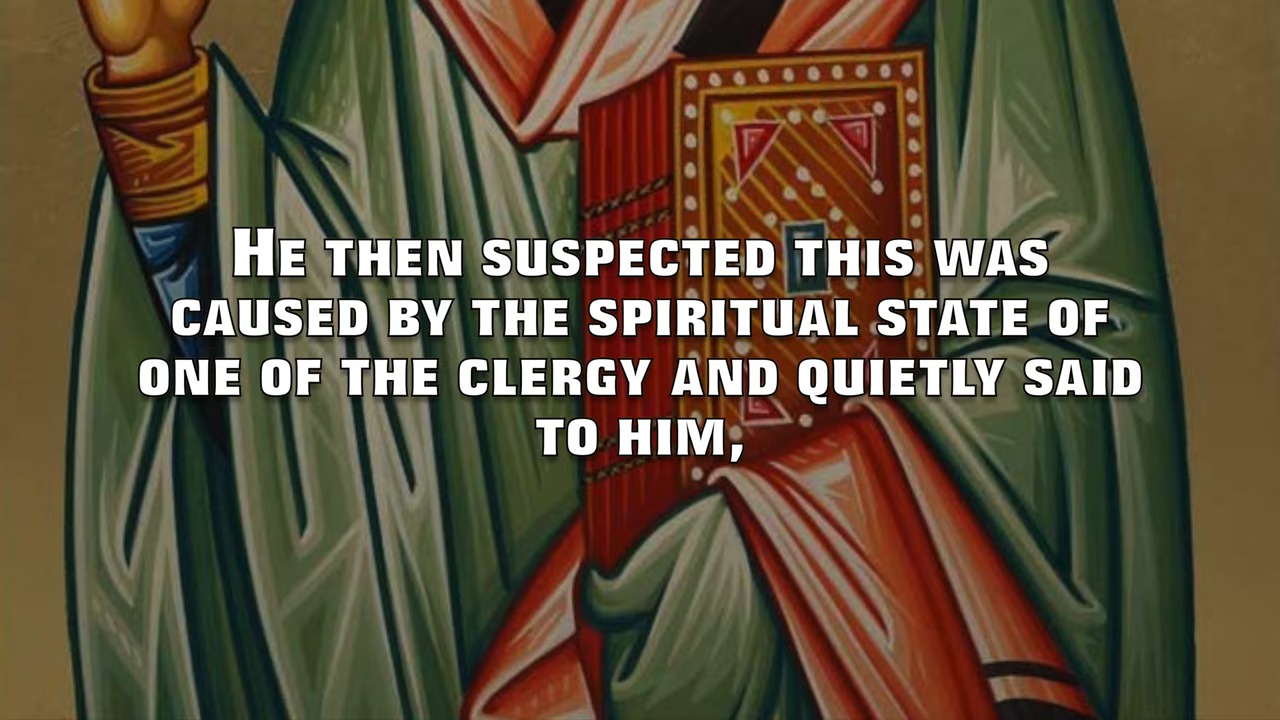 He then suspected this was
caused by the spiritual state of
one of the clergy and quietly said
to him,